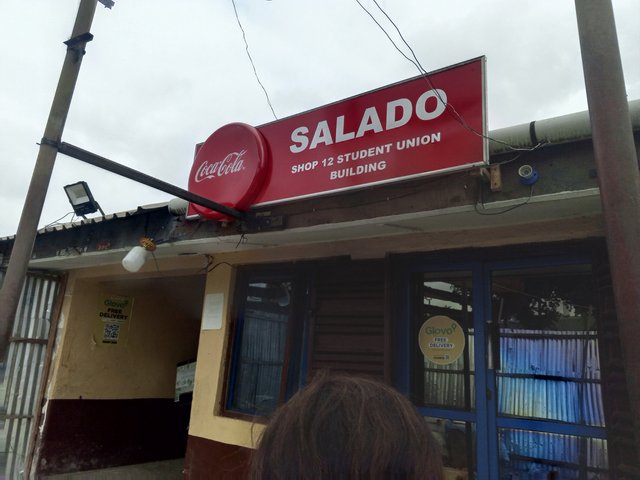 Coca-Cola
SALADO
SHOP 12 STUDENT UNION
BUILDING
Glovo
FREE
DELIVERY
Glovo
FREE
DELIVERY